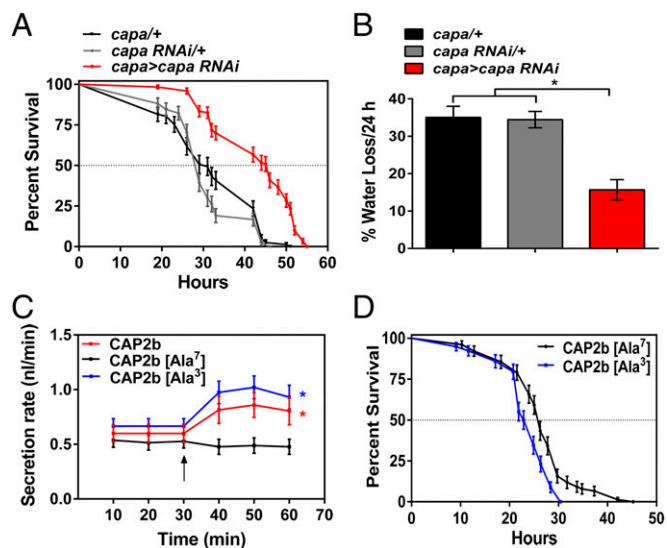 A
capa/+
capa RNAi/+
capa>capa RNAi
Percent Survival
100
75
50
25
0
0 10 20 30 40 50 60
Hours
B
capa/+
capa RNAi/+
capa>capa RNAi
% Water Loss/24 h
40
30
20
10
0
*
C
CAP2b
CAP2b [Ala⁷]
CAP2b [Ala³]
Secretion rate (nl/min)
1.5
1.0
0.5
0.0
*
*
0 10 20 30 40 50 60 70
Time (min)
D
CAP2b [Ala⁷]
CAP2b [Ala³]
Percent Survival
100
75
50
25
0
0 10 20 30 40 50
Hours